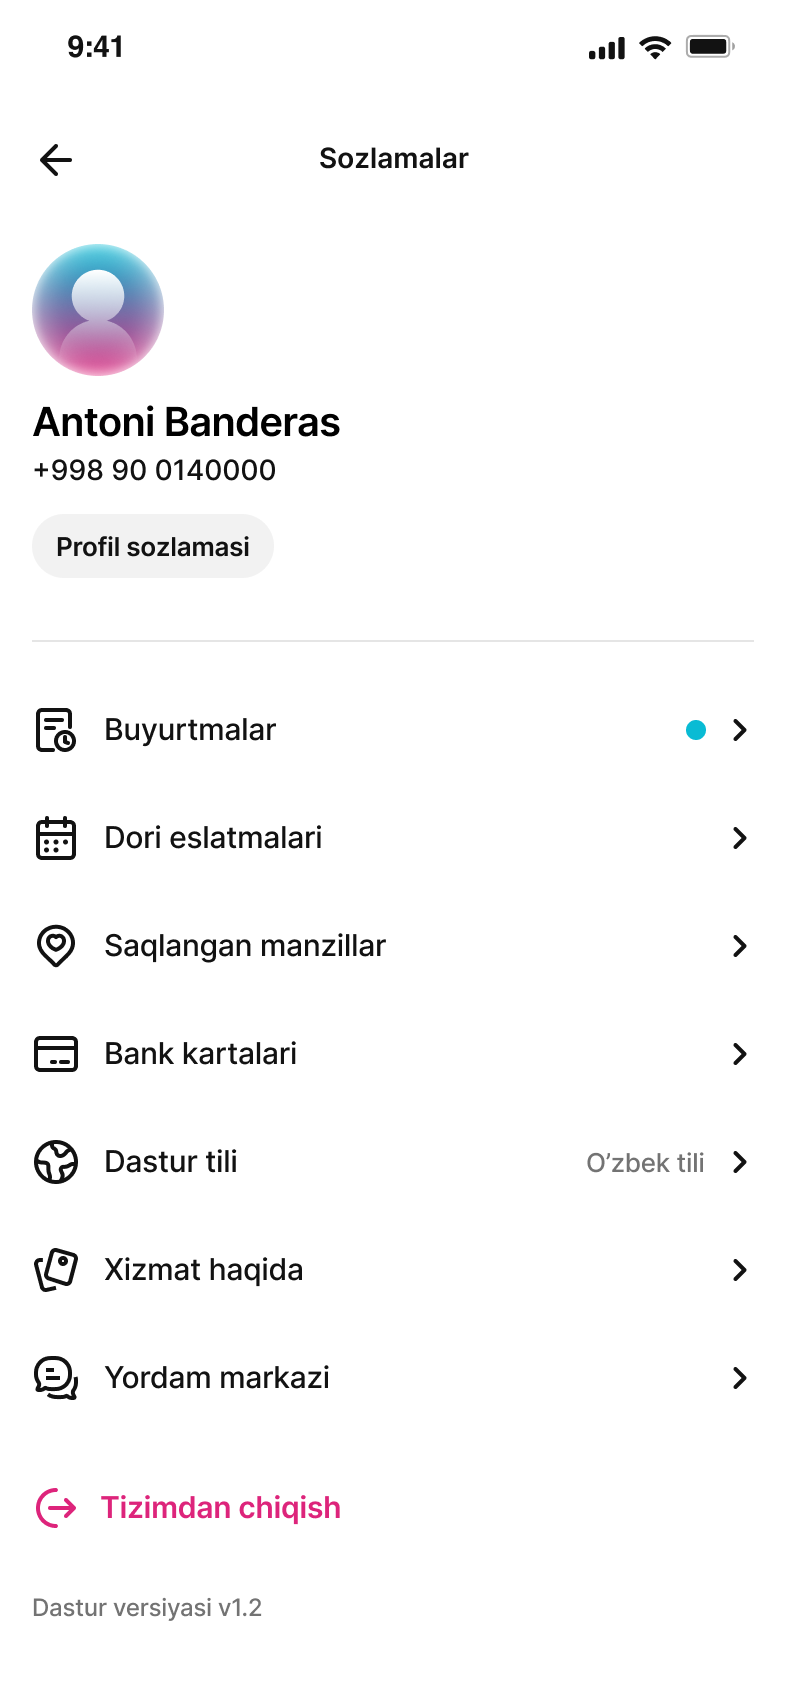 9:41
Sozlamalar
Antoni Banderas
+998 90 0140000
Profil sozlamasi
Buyurtmalar
Dori eslatmalari
Saqlangan manzillar
Bank kartalari
Dastur tili O’zbek tili
Xizmat haqida
Yordam markazi
Tizimdan chiqish
Dastur versiyasi v1.2